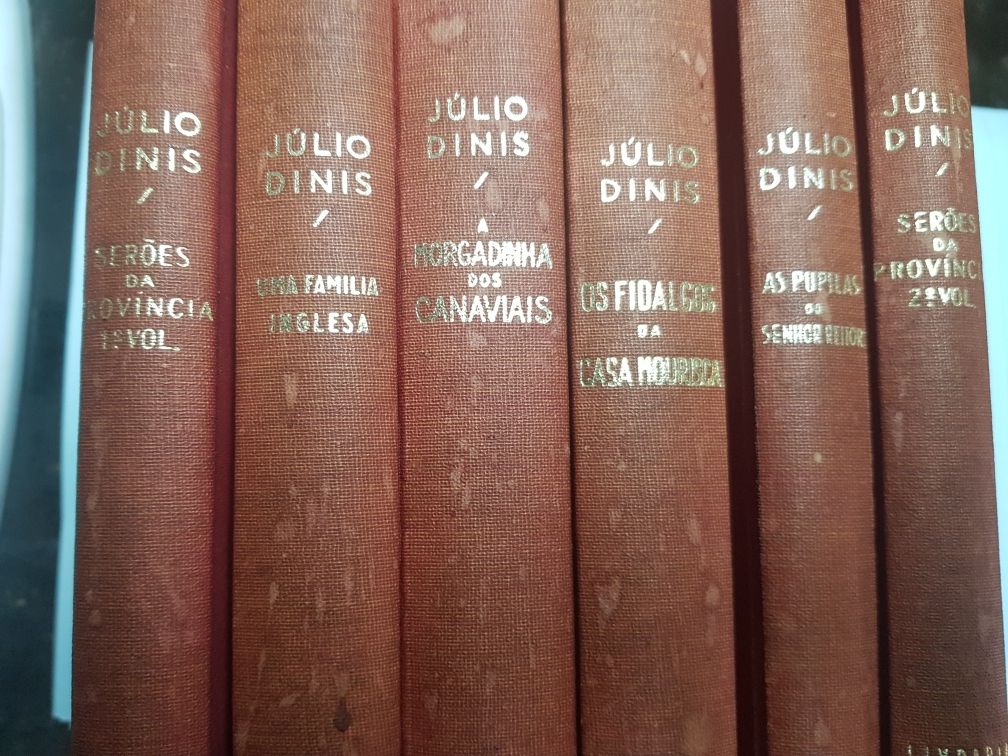 JÚLIO
DINIS
/
SERÕES
DA
PROVÍNCIA
1º VOL.
JÚLIO
DINIS
/
UMA FAMILIA
INGLESA
JÚLIO
DINIS
/
A
MORGADINHA
DOS
CANAVIAIS
JÚLIO
DINIS
/
OS FIDALGOS
DA
CASA MOURISCA
JÚLIO
DINIS
/
AS PUPILAS
DO
SENHOR REITOR
JÚLIO
DINIS
/
SERÕES
DA
PROVÍNC
2º VOL.